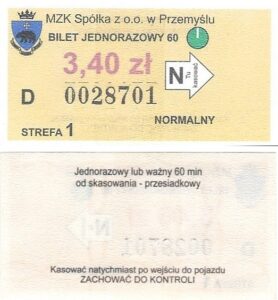 MZK Spółka z o.o. w Przemyślu
BILET JEDNORAZOWY 60
3,40 zł
N
Tu kasować
D 0028701
NORMALNY
STREFA 1
Jednorazowy lub ważny 60 min
od skasowania - przesiadkowy
Kasować natychmiast po wejściu do pojazdu
ZACHOWAĆ DO KONTROLI